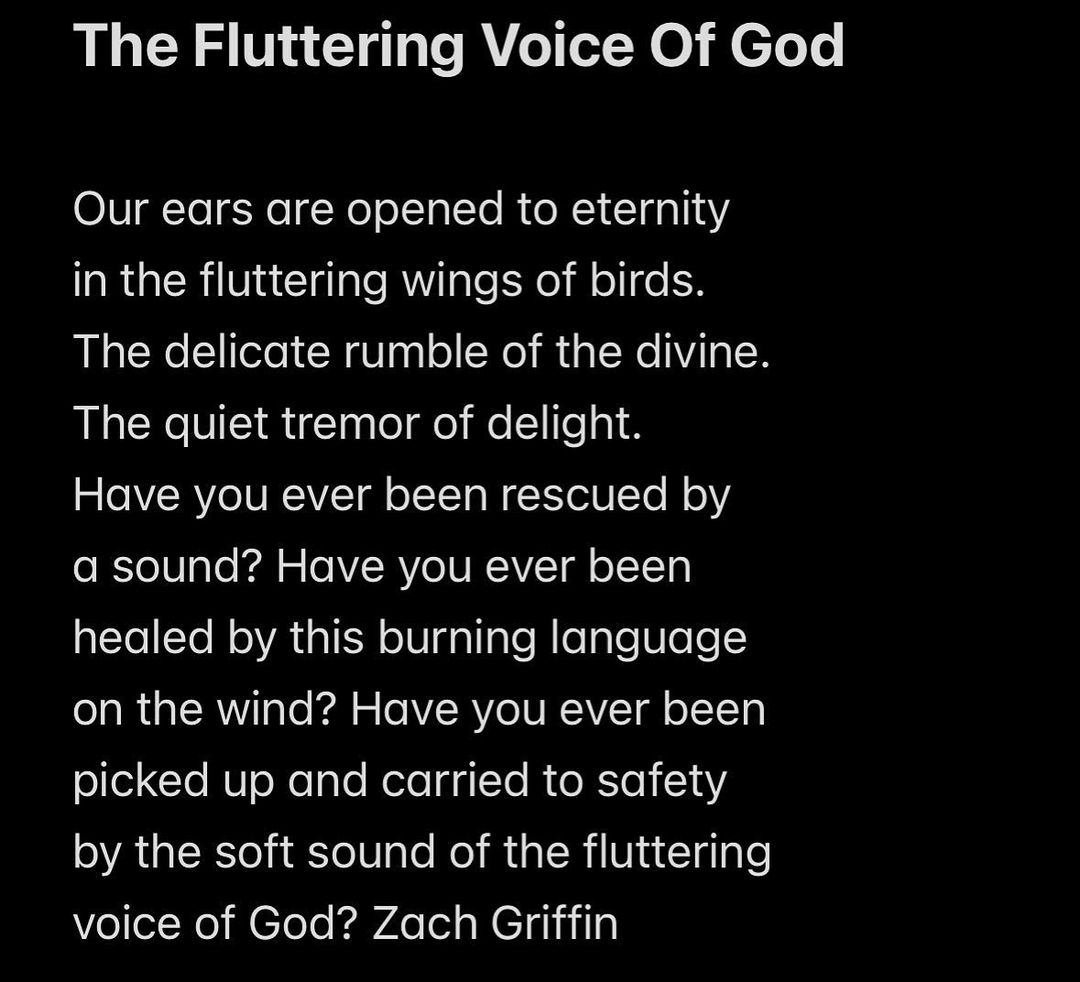 The Fluttering Voice Of God
Our ears are opened to eternity
in the fluttering wings of birds.
The delicate rumble of the divine.
The quiet tremor of delight.
Have you ever been rescued by
a sound? Have you ever been
healed by this burning language
on the wind? Have you ever been
picked up and carried to safety
by the soft sound of the fluttering
voice of God? Zach Griffin